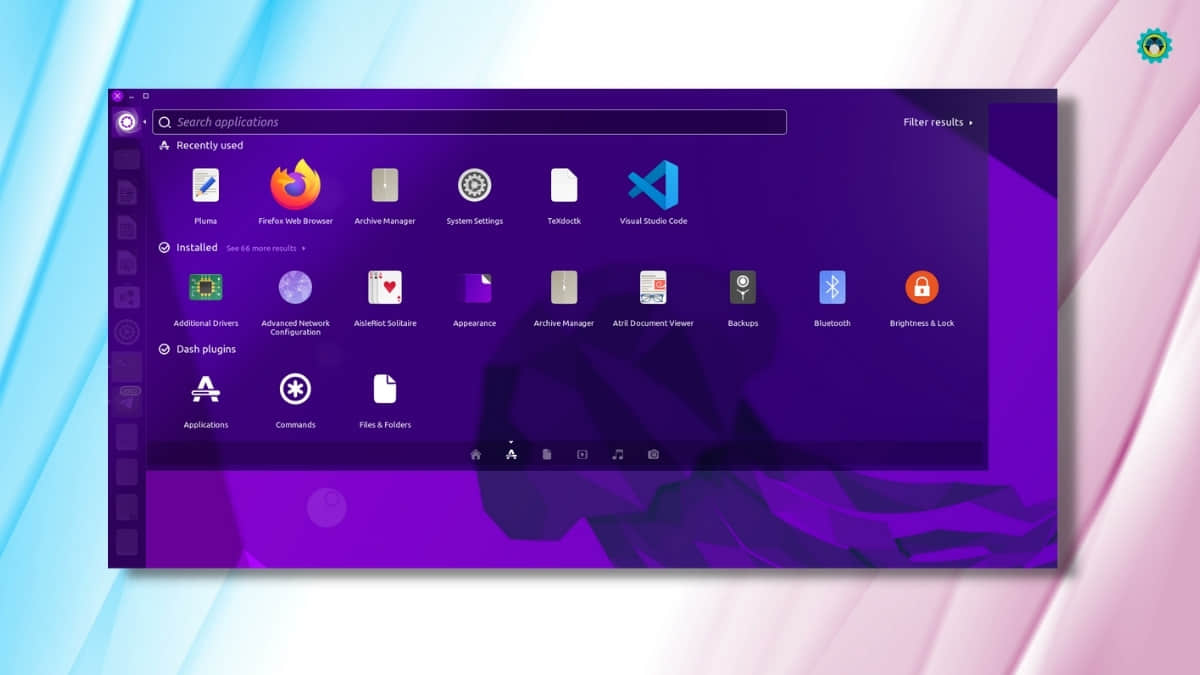 Search applications
Filter results
Recently used
Pluma
Firefox Web Browser
Archive Manager
System Settings
TeXdoctk
Visual Studio Code
Installed
See 66 more results
Additional Drivers
Advanced Network
Configuration
AisleRiot Solitaire
Appearance
Archive Manager
Atril Document Viewer
Backups
Bluetooth
Brightness & Lock
Dash plugins
Applications
Commands
Files & Folders